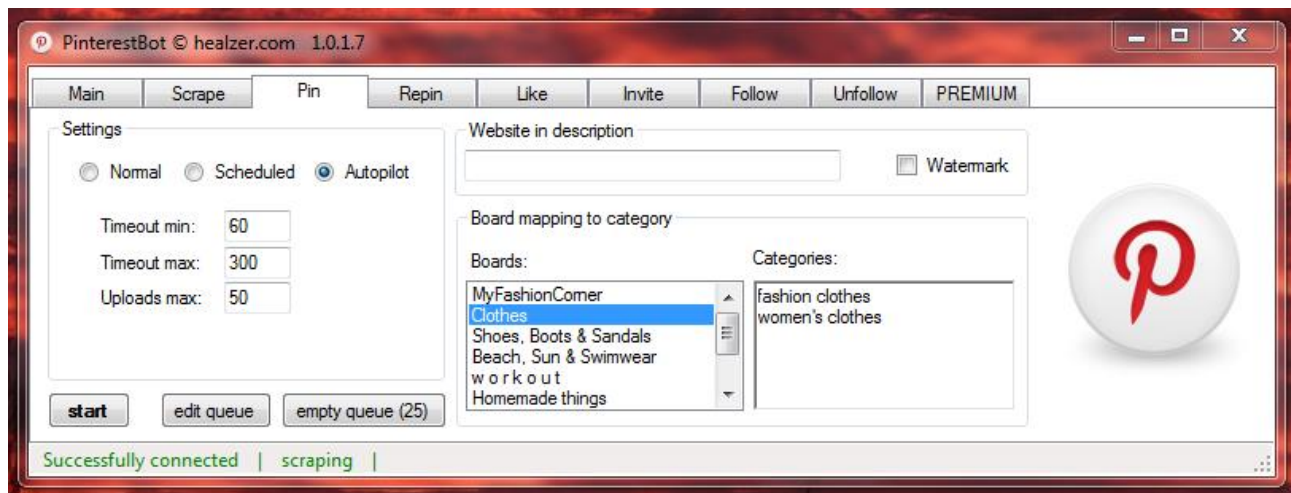 PinterestBot © healzer.com 1.0.1.7
Main Scrape Pin Repin Like Invite Follow Unfollow PREMIUM
Settings
Normal Scheduled Autopilot
Timeout min: 60
Timeout max: 300
Uploads max: 50
start edit queue empty queue (25)
Website in description
Watermark
Board mapping to category
Boards:
MyFashionCorner
Clothes
Shoes, Boots & Sandals
Beach, Sun & Swimwear
w o r k o u t
Homemade things
Categories:
fashion clothes
women's clothes
Successfully connected | scraping |